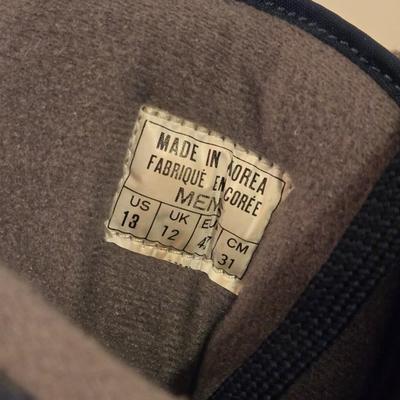 MADE IN KOREA
FABRIQUÉ EN CORÉE
MEN
US UK CM
13 12 31